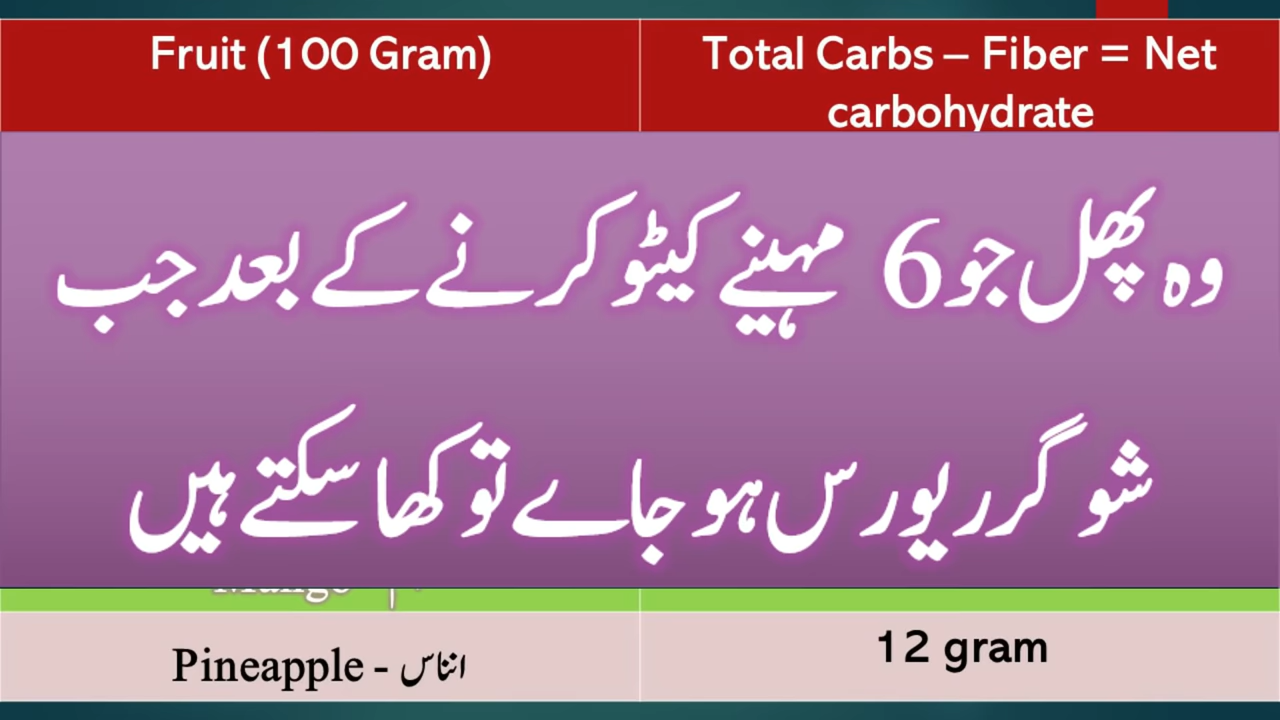 Fruit (100 Gram)
Total Carbs – Fiber = Net
carbohydrate
وہ پھل جو 6 مہینے کیٹو کرنے کے بعد جب
شوگر ریورس ہو جاے تو کھا سکتے ہیں
Pineapple - انناس
12 gram